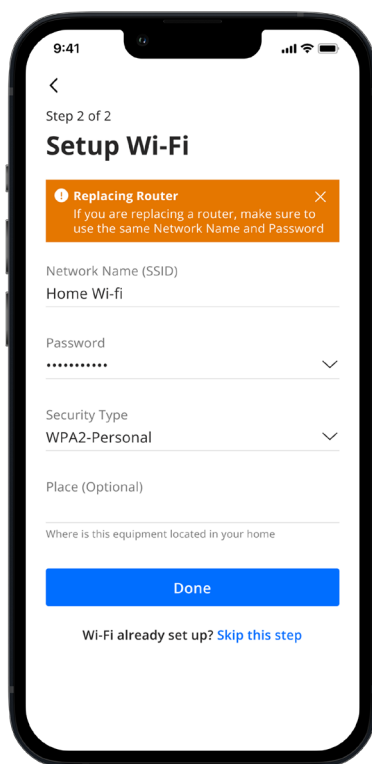 9:41
Step 2 of 2
Setup Wi-Fi
Replacing Router
If you are replacing a router, make sure to
use the same Network Name and Password
Network Name (SSID)
Home Wi-fi
Password
•••••••••••
Security Type
WPA2-Personal
Place (Optional)
Where is this equipment located in your home
Done
Wi-Fi already set up? Skip this step